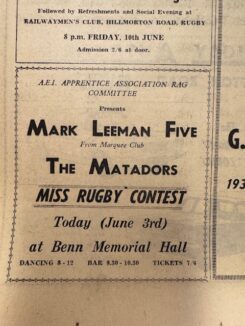 Followed by Refreshments and Social Evening at
RAILWAYMEN'S CLUB, HILLMORTON ROAD, RUGBY
8 p.m. FRIDAY, 10th JUNE
Admission 7/6 at door.
A.E.I. APPRENTICE ASSOCIATION RAG
COMMITTEE
Presents
MARK LEEMAN FIVE
From Marquee Club
THE MATADORS
MISS RUGBY CONTEST
Today (June 3rd)
at Benn Memorial Hall
DANCING 8 - 12 BAR 8.30 - 10.30 TICKETS 7/6
G.
193